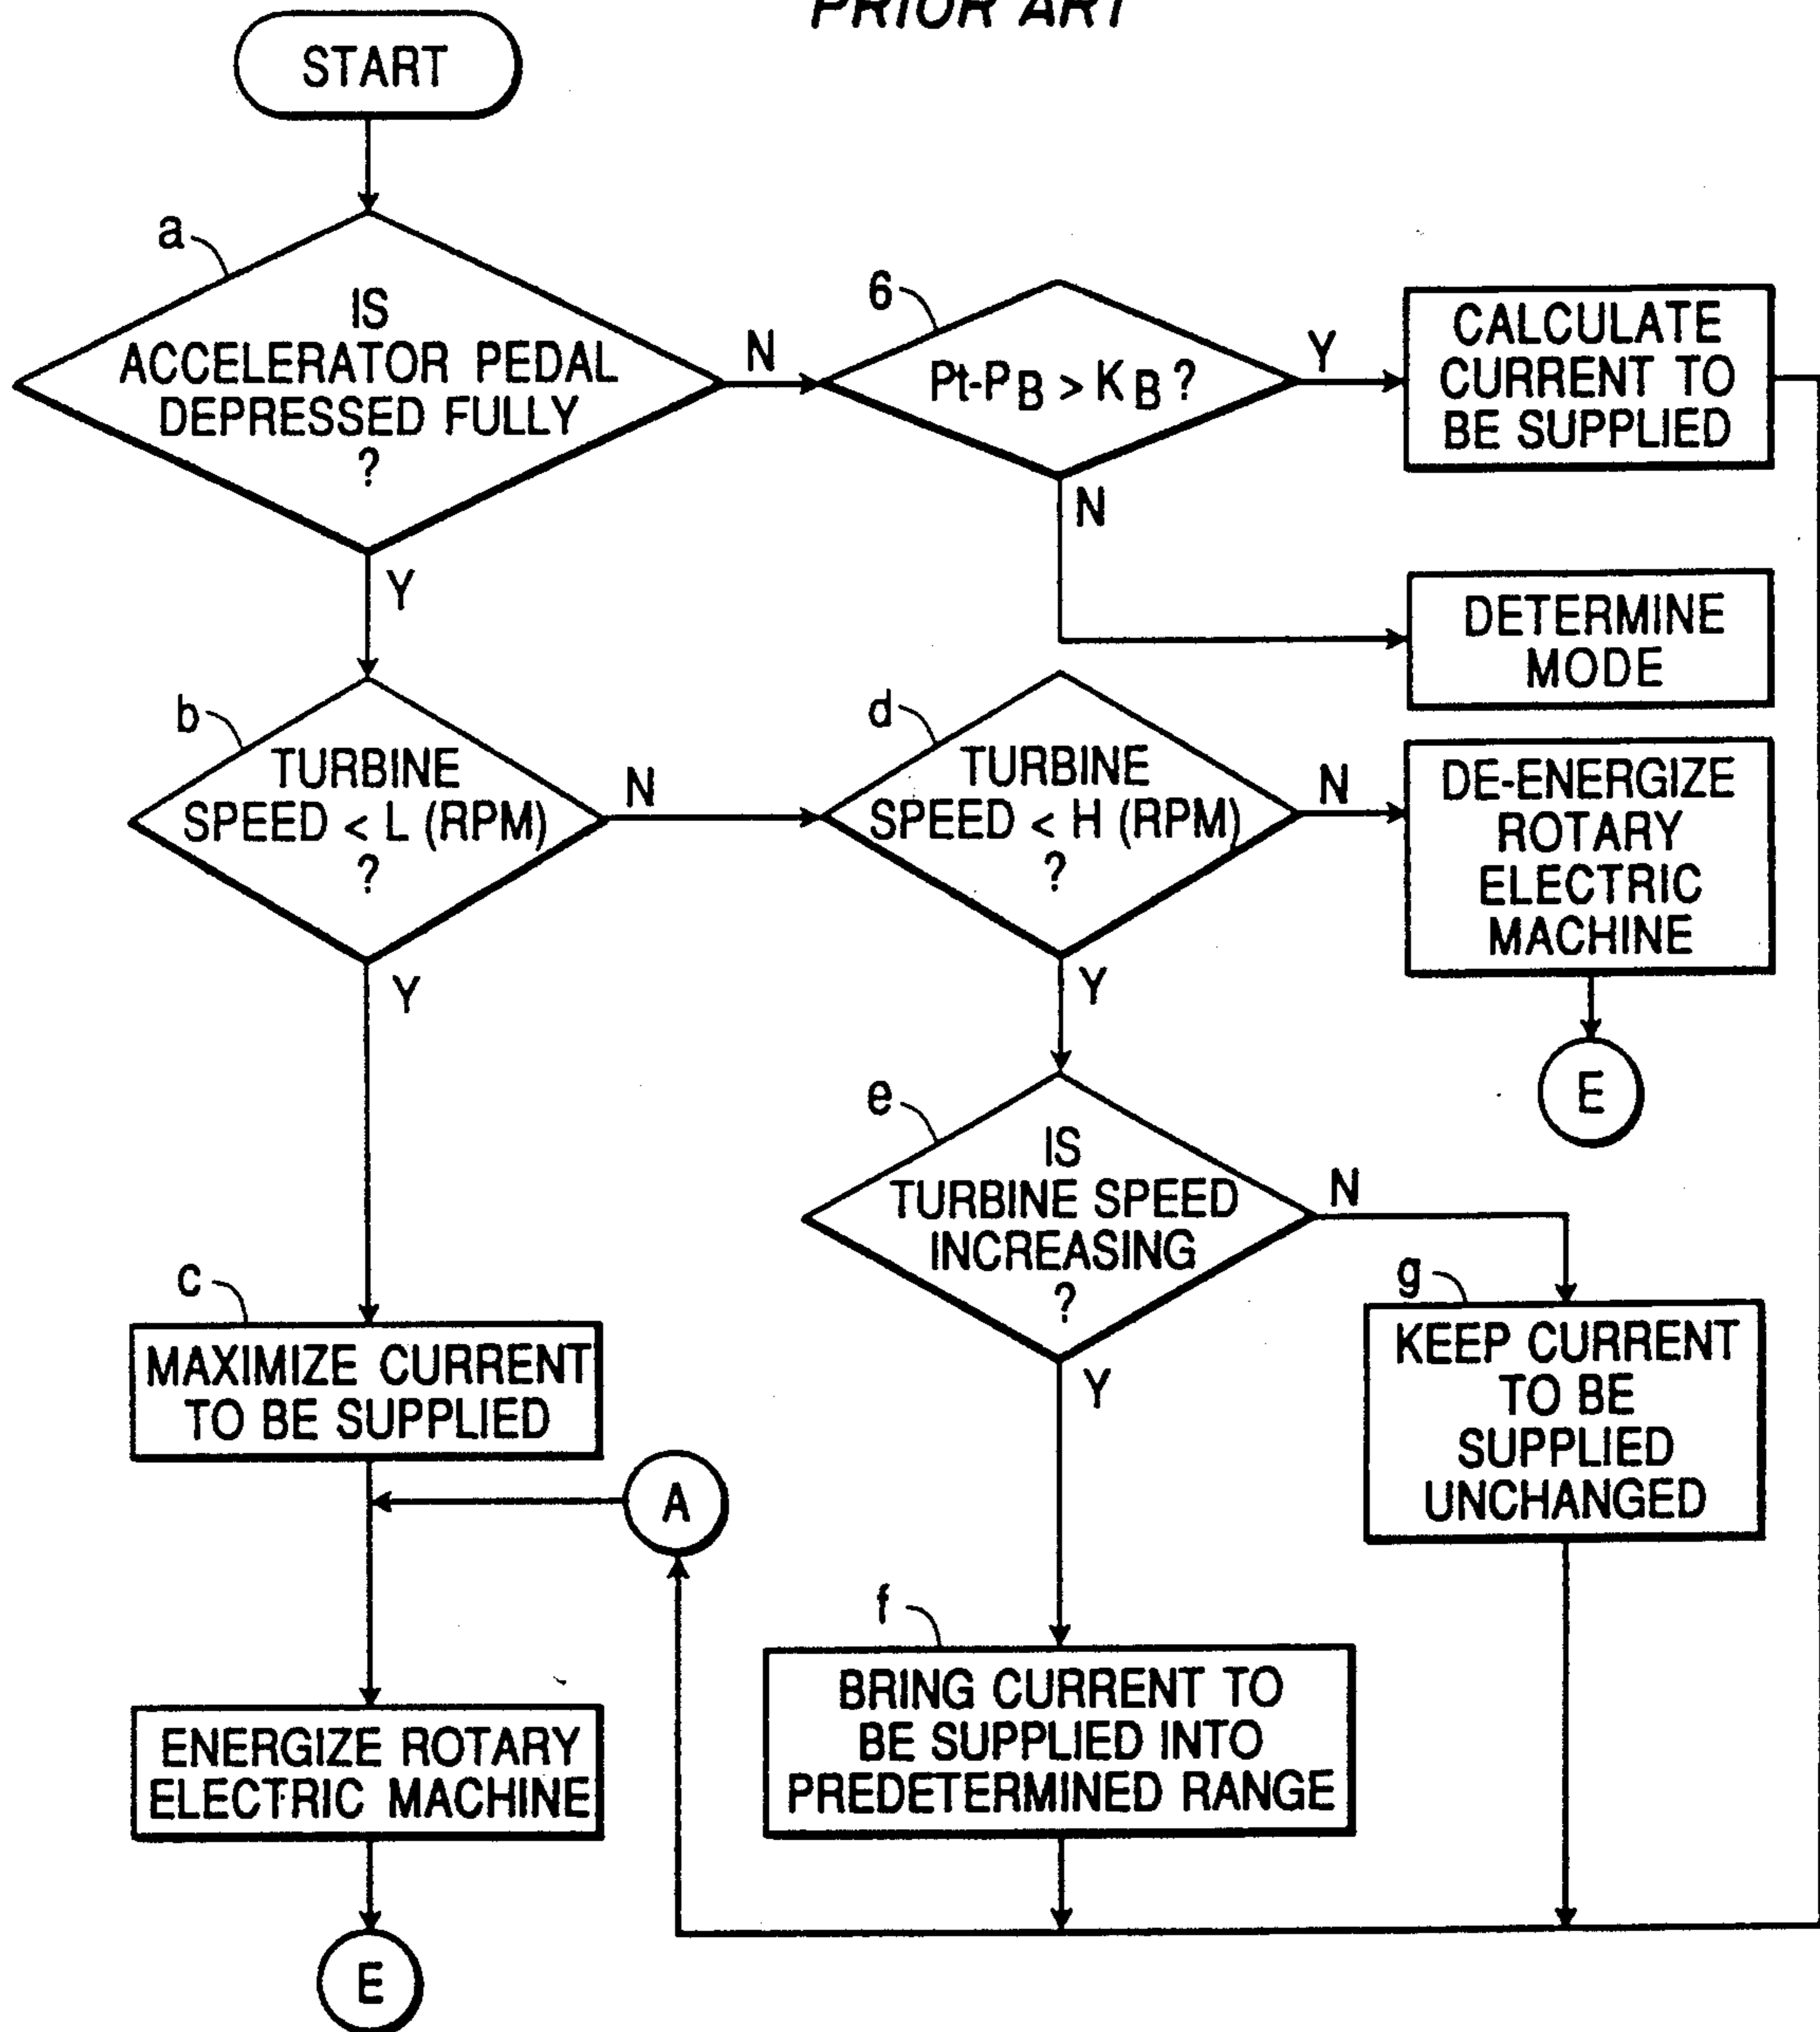 PRIOR ART
START
a
IS
ACCELERATOR PEDAL
DEPRESSED FULLY
?
N
Y
6
Pt-PB > KB ?
Y
N
CALCULATE
CURRENT TO
BE SUPPLIED
DETERMINE
MODE
b
TURBINE
SPEED < L (RPM)
?
N
Y
d
TURBINE
SPEED < H (RPM)
?
N
Y
DE-ENERGIZE
ROTARY
ELECTRIC
MACHINE
E
e
IS
TURBINE SPEED
INCREASING
?
N
Y
g
KEEP CURRENT
TO BE
SUPPLIED
UNCHANGED
c
MAXIMIZE CURRENT
TO BE SUPPLIED
A
f
BRING CURRENT TO
BE SUPPLIED INTO
PREDETERMINED RANGE
ENERGIZE ROTARY
ELECTRIC MACHINE
E